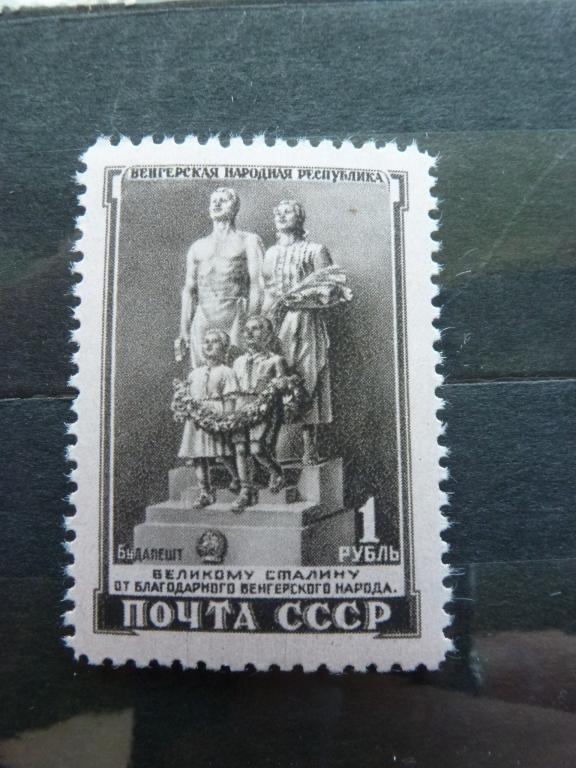 ВЕНГЕРСКАЯ НАРОДНАЯ РЕСПУБЛИКА
1
БУДАПЕШТ РУБЛЬ
ВЕЛИКОМУ СТАЛИНУ
ОТ БЛАГОДАРНОГО ВЕНГЕРСКОГО НАРОДА.
ПОЧТА СССР